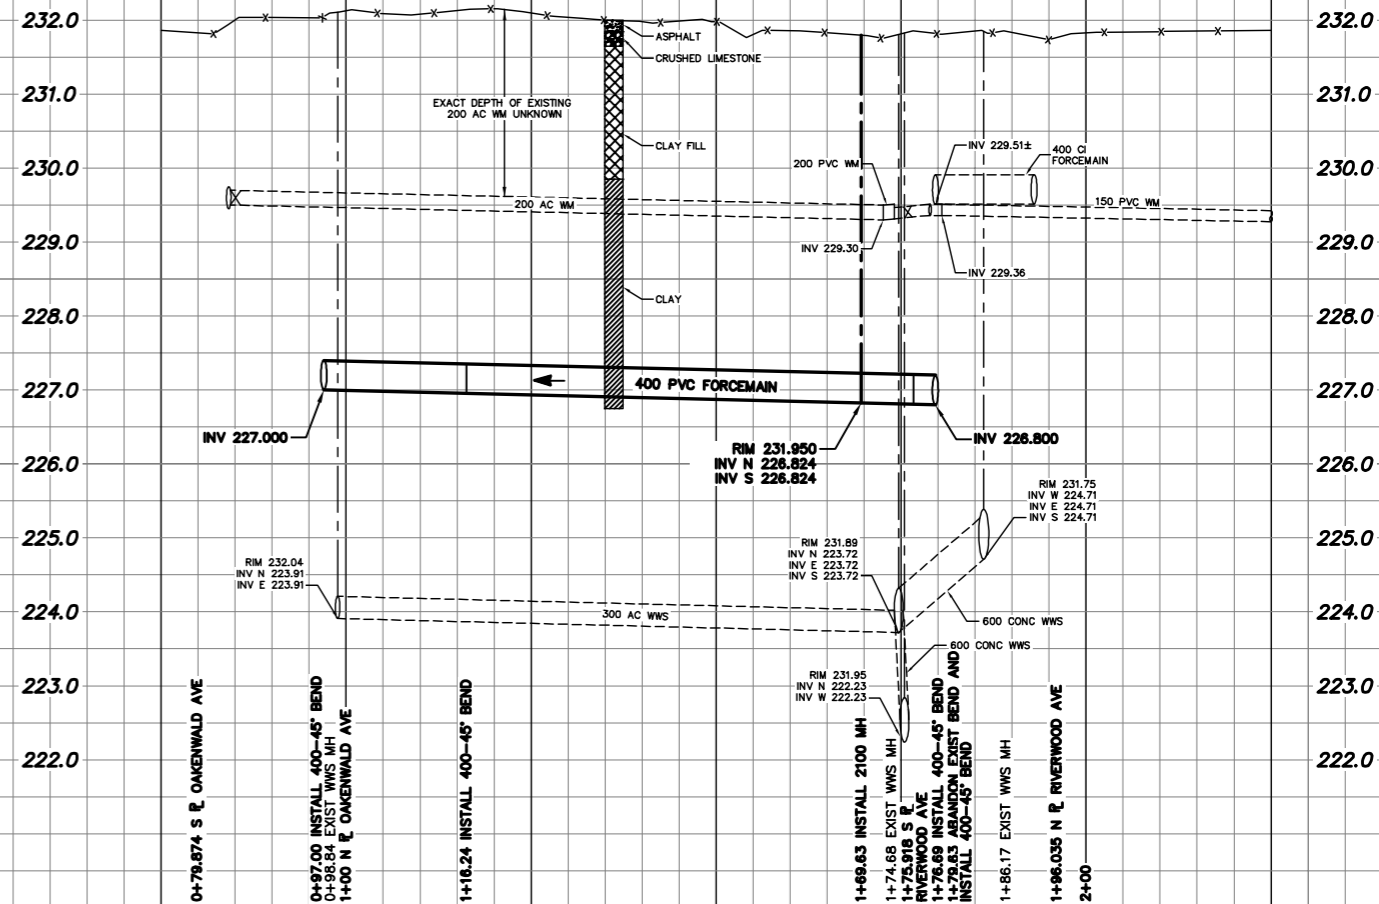 232.0
232.0
ASPHALT
CRUSHED LIMESTONE
231.0
231.0
EXACT DEPTH OF EXISTING
200 AC WM UNKNOWN
CLAY FILL
INV 229.51±
400 CI
FORCEMAIN
230.0
230.0
200 PVC WM
200 AC WM
150 PVC WM
229.0
229.0
INV 229.30
INV 229.36
CLAY
228.0
228.0
400 PVC FORCEMAIN
227.0
227.0
INV 227.000
INV 226.800
RIM 231.950
INV N 226.824
INV S 226.824
226.0
226.0
RIM 231.75
INV W 224.71
INV E 224.71
INV S 224.71
225.0
225.0
RIM 231.89
INV N 223.72
INV E 223.72
INV S 223.72
RIM 232.04
INV N 223.91
INV E 223.91
224.0
224.0
300 AC WWS
600 CONC WWS
600 CONC WWS
223.0
223.0
RIM 231.95
INV N 222.23
INV W 222.23
222.0
222.0
0+79.874 S PL OAKENWALD AVE
0+97.00 INSTALL 400-45° BEND
0+98.84 EXIST WWS MH
1+00 N PL OAKENWALD AVE
1+16.24 INSTALL 400-45° BEND
1+69.63 INSTALL 2100 MH
1+74.68 EXIST WWS MH
1+75.918 S PL
RIVERWOOD AVE
1+76.69 INSTALL 400-45° BEND
1+79.63 ABANDON EXIST BEND AND
INSTALL 400-45° BEND
1+86.17 EXIST WWS MH
1+96.035 N PL RIVERWOOD AVE
2+00